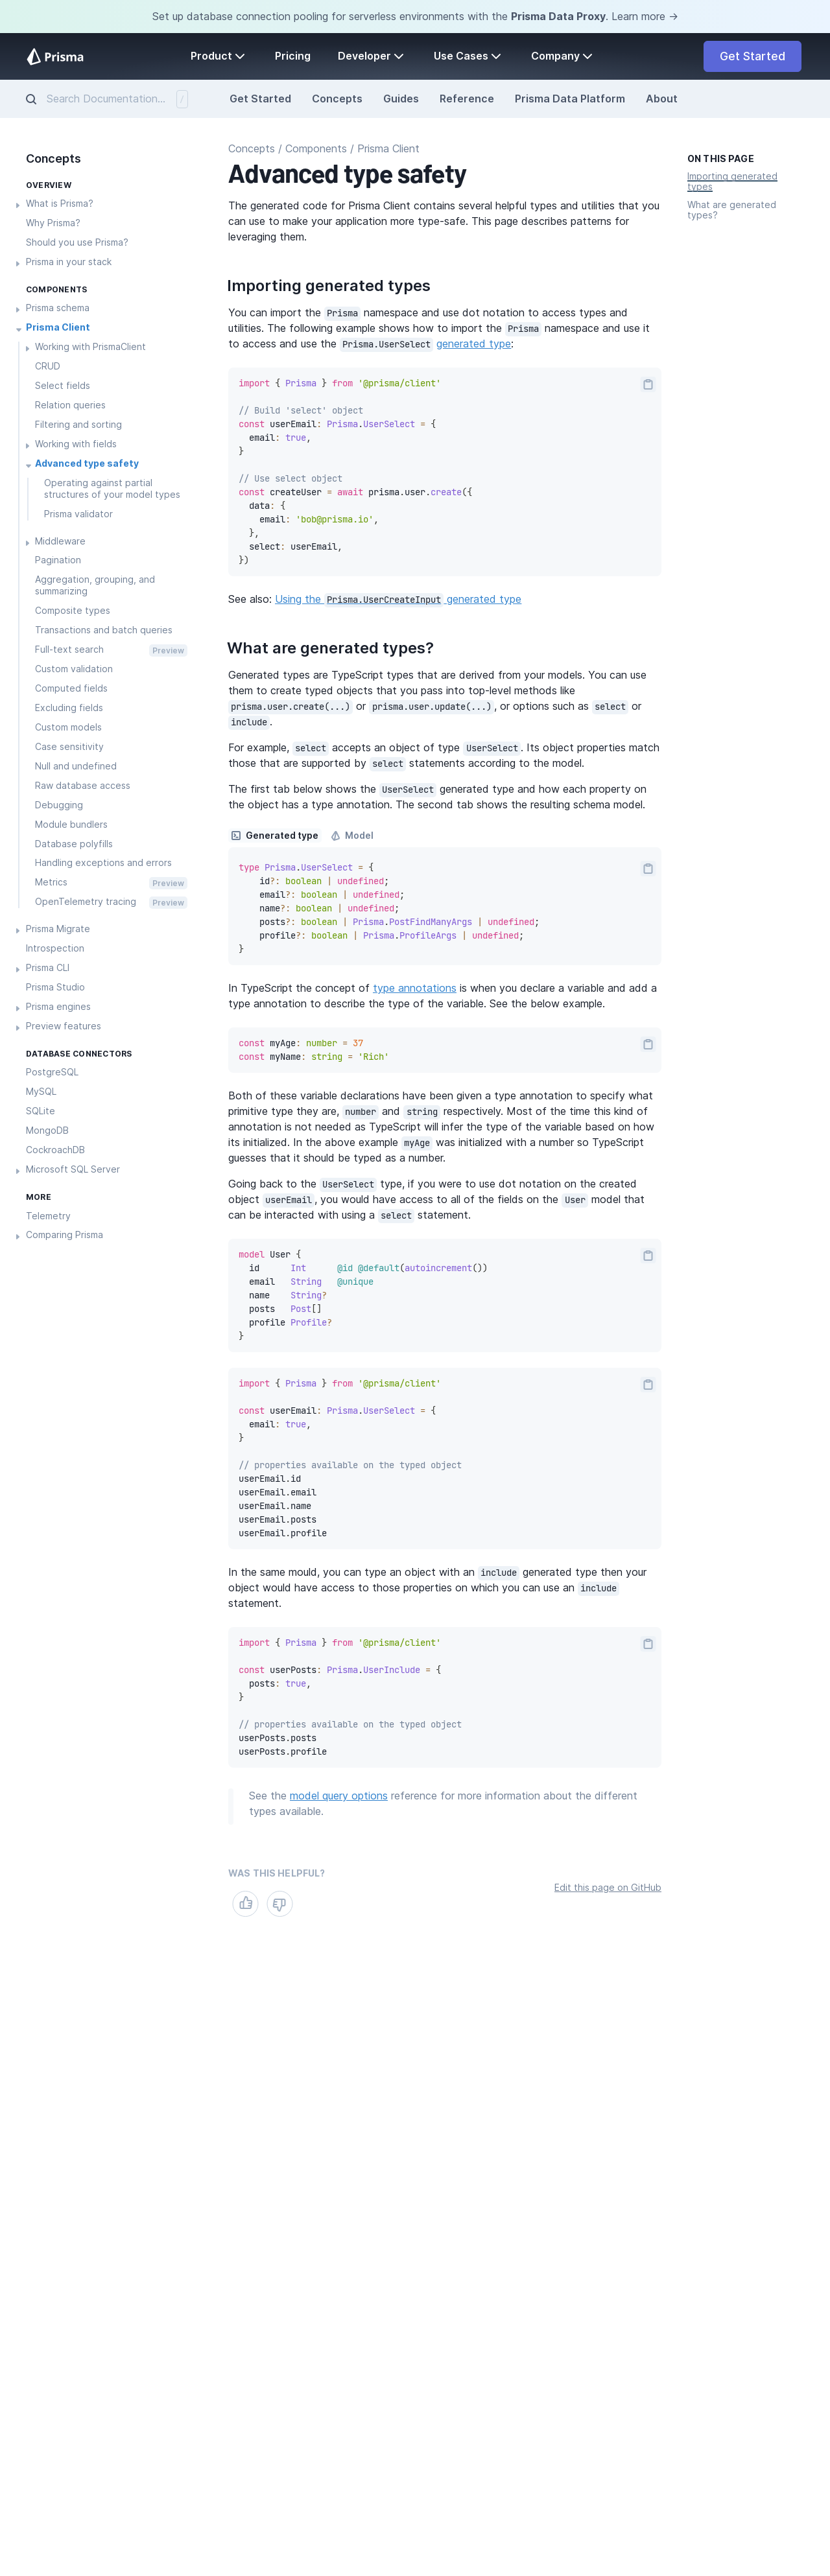 Set up database connection pooling for serverless environments with the Prisma Data Proxy. Learn more →
Prisma
Product
Pricing
Developer
Use Cases
Company
Get Started
Search Documentation...
/
Get Started
Concepts
Guides
Reference
Prisma Data Platform
About
Concepts
OVERVIEW
What is Prisma?
Why Prisma?
Should you use Prisma?
Prisma in your stack
COMPONENTS
Prisma schema
Prisma Client
Working with PrismaClient
CRUD
Select fields
Relation queries
Filtering and sorting
Working with fields
Advanced type safety
Operating against partial
structures of your model types
Prisma validator
Middleware
Pagination
Aggregation, grouping, and
summarizing
Composite types
Transactions and batch queries
Full-text search Preview
Custom validation
Computed fields
Excluding fields
Custom models
Case sensitivity
Null and undefined
Raw database access
Debugging
Module bundlers
Database polyfills
Handling exceptions and errors
Metrics Preview
OpenTelemetry tracing Preview
Prisma Migrate
Introspection
Prisma CLI
Prisma Studio
Prisma engines
Preview features
DATABASE CONNECTORS
PostgreSQL
MySQL
SQLite
MongoDB
CockroachDB
Microsoft SQL Server
MORE
Telemetry
Comparing Prisma
Concepts / Components / Prisma Client
Advanced type safety
The generated code for Prisma Client contains several helpful types and utilities that you
can use to make your application more type-safe. This page describes patterns for
leveraging them.
Importing generated types
You can import the Prisma namespace and use dot notation to access types and
utilities. The following example shows how to import the Prisma namespace and use it
to access and use the Prisma.UserSelect generated type:
import { Prisma } from '@prisma/client'
// Build 'select' object
const userEmail: Prisma.UserSelect = {
  email: true,
}
// Use select object
const createUser = await prisma.user.create({
  data: {
    email: 'bob@prisma.io',
  },
  select: userEmail,
})
See also: Using the Prisma.UserCreateInput generated type
What are generated types?
Generated types are TypeScript types that are derived from your models. You can use
them to create typed objects that you pass into top-level methods like
prisma.user.create(...) or prisma.user.update(...), or options such as select or
include.
For example, select accepts an object of type UserSelect. Its object properties match
those that are supported by select statements according to the model.
The first tab below shows the UserSelect generated type and how each property on
the object has a type annotation. The second tab shows the resulting schema model.
Generated type
Model
type Prisma.UserSelect = {
    id?: boolean | undefined;
    email?: boolean | undefined;
    name?: boolean | undefined;
    posts?: boolean | Prisma.PostFindManyArgs | undefined;
    profile?: boolean | Prisma.ProfileArgs | undefined;
}
In TypeScript the concept of type annotations is when you declare a variable and add a
type annotation to describe the type of the variable. See the below example.
const myAge: number = 37
const myName: string = 'Rich'
Both of these variable declarations have been given a type annotation to specify what
primitive type they are, number and string respectively. Most of the time this kind of
annotation is not needed as TypeScript will infer the type of the variable based on how
its initialized. In the above example myAge was initialized with a number so TypeScript
guesses that it should be typed as a number.
Going back to the UserSelect type, if you were to use dot notation on the created
object userEmail, you would have access to all of the fields on the User model that
can be interacted with using a select statement.
model User {
  id      Int      @id @default(autoincrement())
  email   String   @unique
  name    String?
  posts   Post[]
  profile Profile?
}
import { Prisma } from '@prisma/client'
const userEmail: Prisma.UserSelect = {
  email: true,
}
// properties available on the typed object
userEmail.id
userEmail.email
userEmail.name
userEmail.posts
userEmail.profile
In the same mould, you can type an object with an include generated type then your
object would have access to those properties on which you can use an include
statement.
import { Prisma } from '@prisma/client'
const userPosts: Prisma.UserInclude = {
  posts: true,
}
// properties available on the typed object
userPosts.posts
userPosts.profile
See the model query options reference for more information about the different
types available.
WAS THIS HELPFUL?
Edit this page on GitHub
ON THIS PAGE
Importing generated
types
What are generated
types?